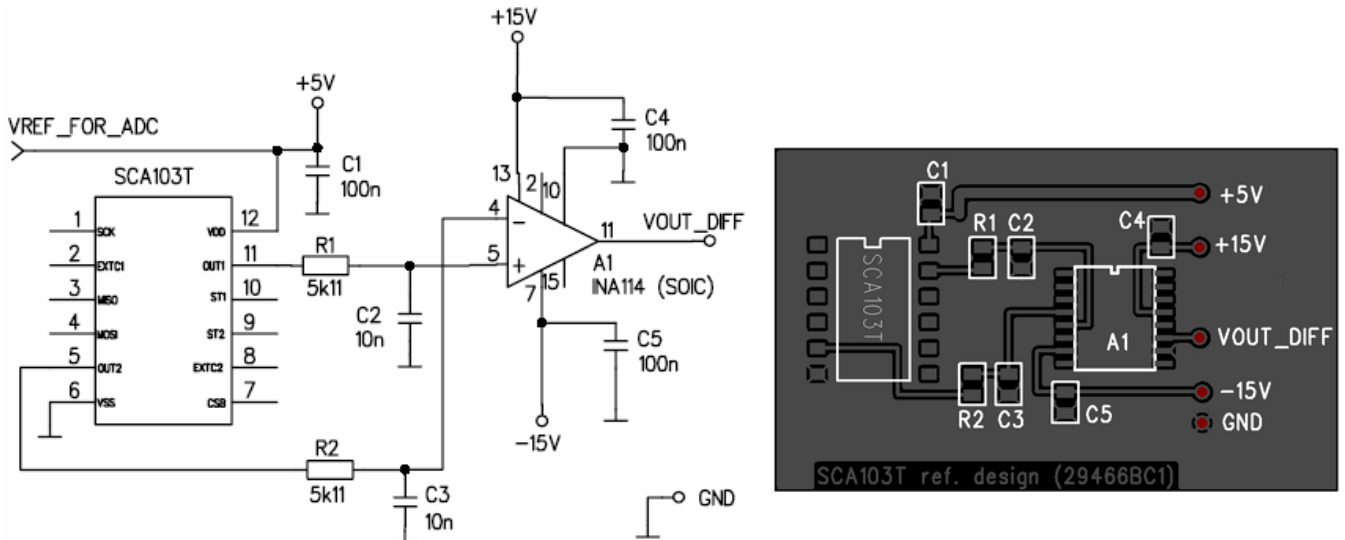 +15V
+5V
VREF_FOR_ADC
C1
100n
SCA103T
1
SCK
2
EXTC1
3
MISO
4
MOSI
5
OUT2
6
VSS
VDD
12
OUT1
11
ST1
10
ST2
9
EXTC2
8
CSB
7
R1
5k11
C2
10n
R2
5k11
C3
10n
C4
100n
13
2
10
4
-
5
+
11
7
15
VOUT_DIFF
A1
INA114 (SOIC)
C5
100n
-15V
GND
C1
+5V
R1 C2
C4
+15V
SCA103T
A1
VOUT_DIFF
-15V
R2 C3
C5
GND
SCA103T ref. design (29466BC1)